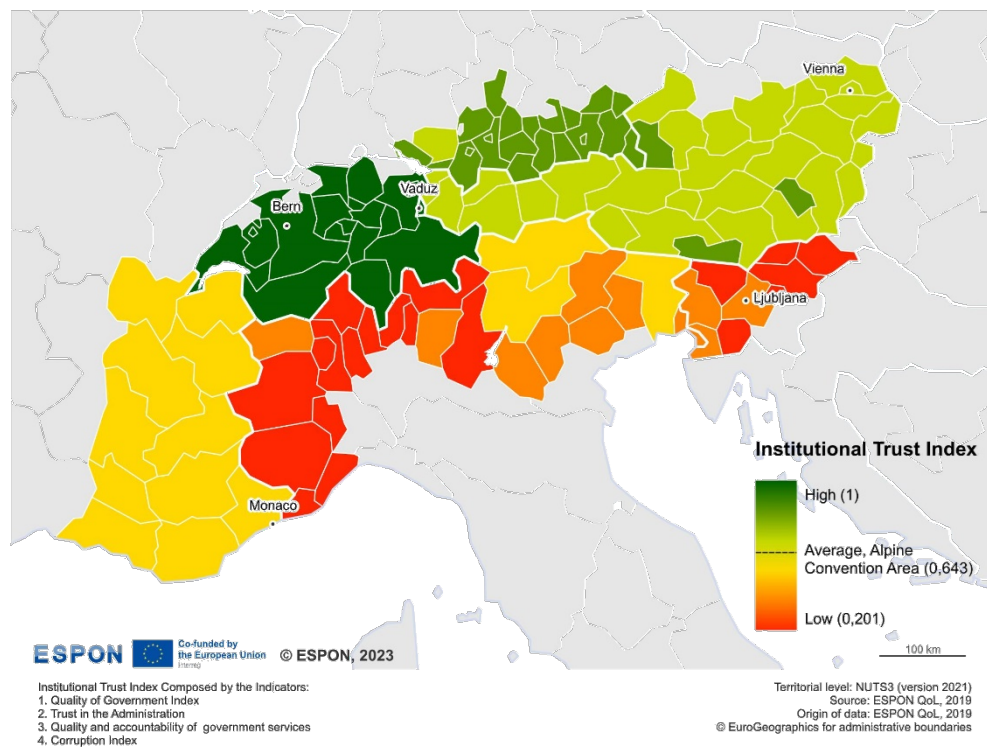 Vienna
Vaduz
Bern
Ljubljana
Monaco
Institutional Trust Index
High (1)
Average, Alpine
Convention Area (0,643)
Low (0,201)
100 km
ESPON
Co-funded by
the European Union
Interreg
© ESPON, 2023
Institutional Trust Index Composed by the Indicators:
1. Quality of Government Index
2. Trust in the Administration
3. Quality and accountability of government services
4. Corruption Index
Territorial level: NUTS3 (version 2021)
Source: ESPON QoL, 2019
Origin of data: ESPON QoL, 2019
© EuroGeographics for administrative boundaries